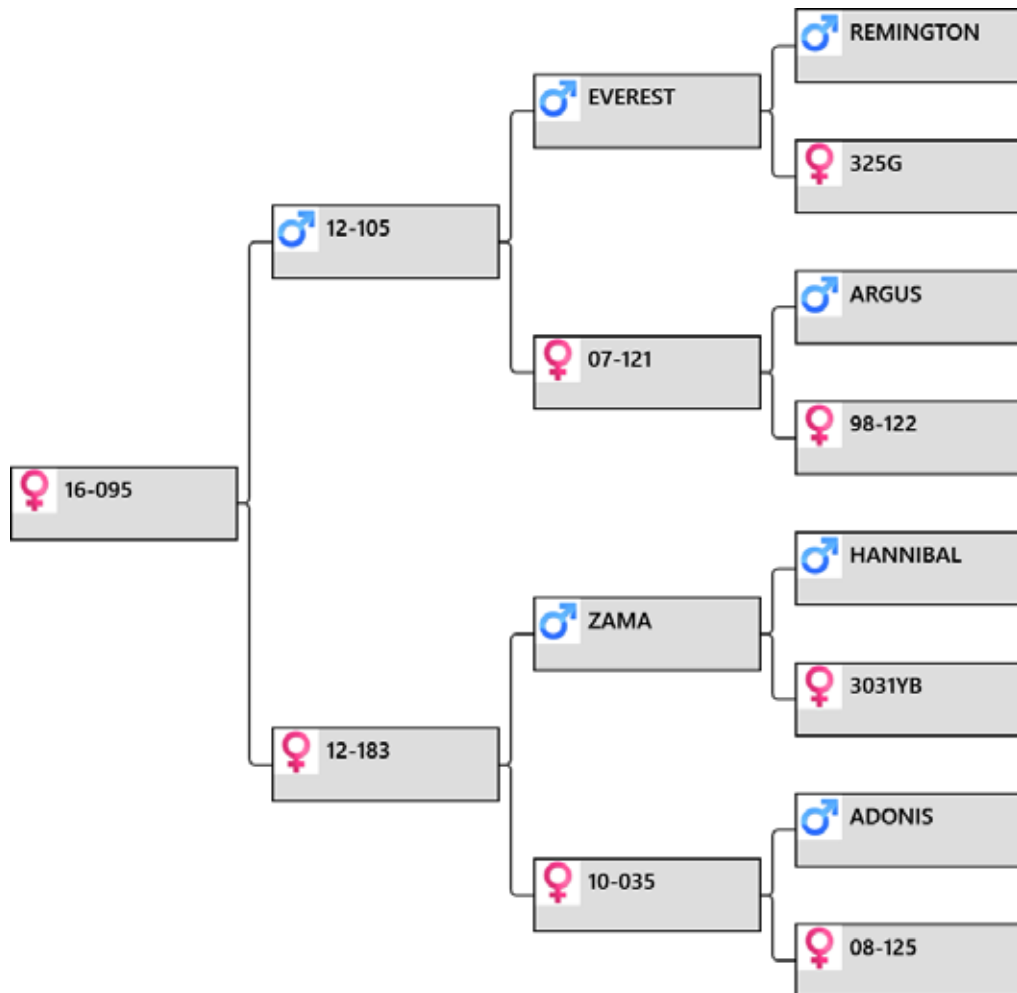 REMINGTON
EVEREST
325G
12-105
ARGUS
07-121
98-122
16-095
HANNIBAL
ZAMA
3031YB
12-183
ADONIS
10-035
08-125